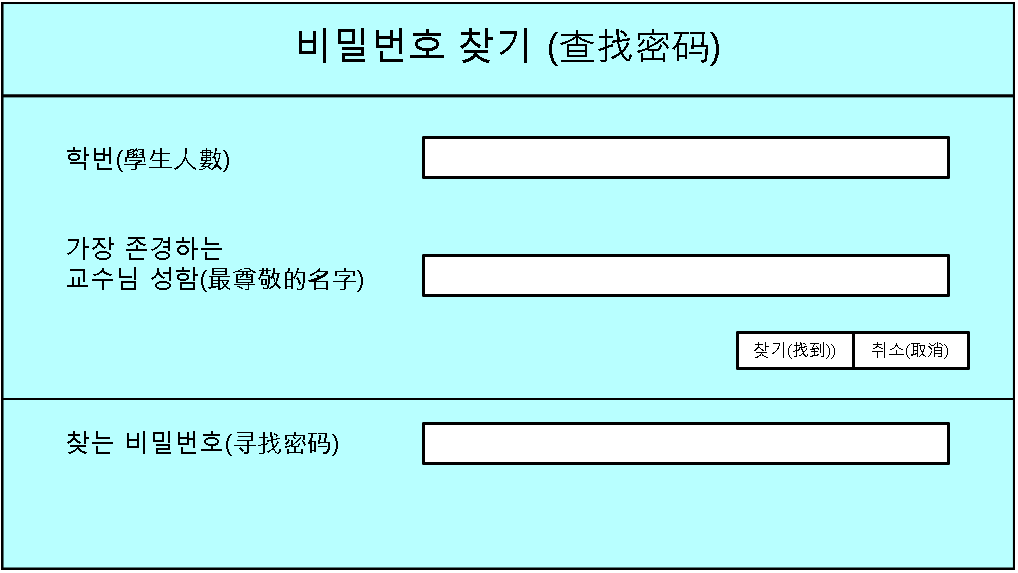 비밀번호 찾기 (查找密码)
학번(學生人數)
가장 존경하는
교수님 성함(最尊敬的名字)
찾기(找到))
취소(取消)
찾는 비밀번호(寻找密码)